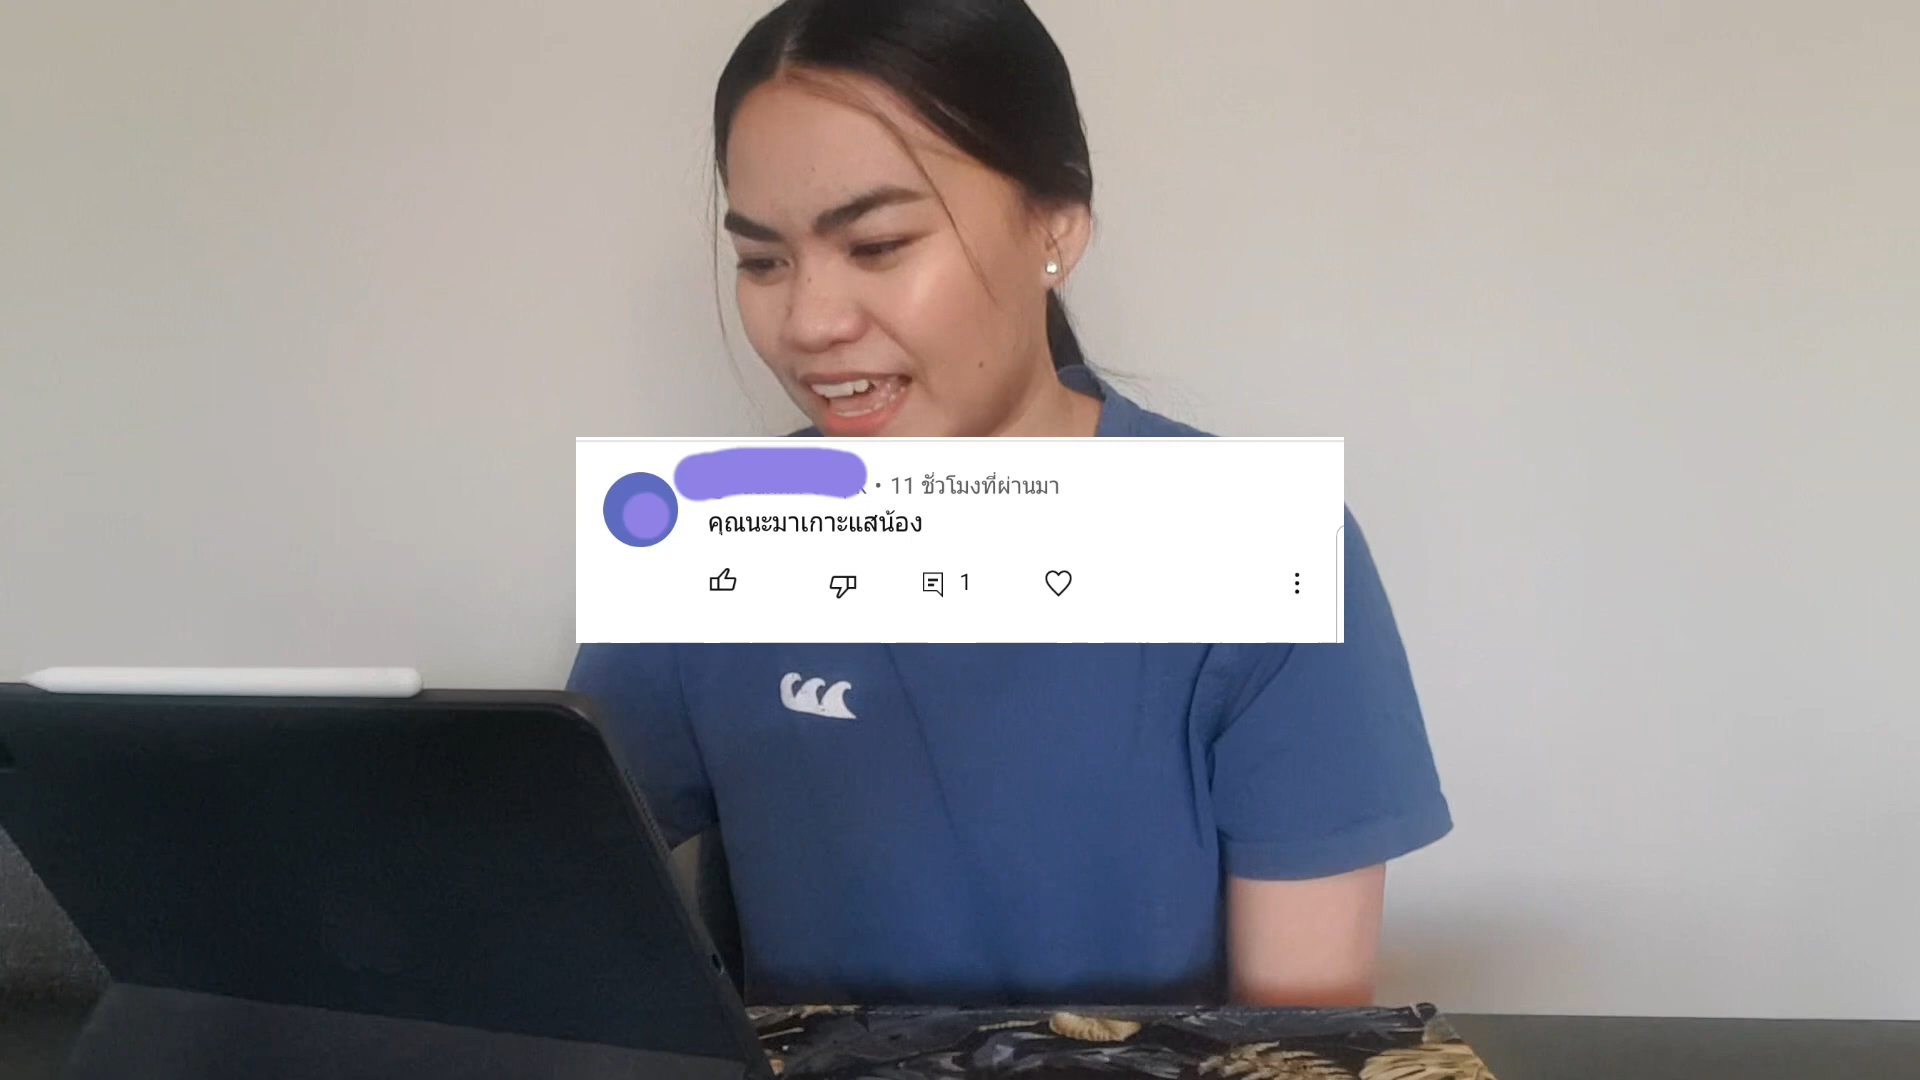 • 11 ชั่วโมงที่ผ่านมา
คุณนะมาเกาะแสน้อง
1